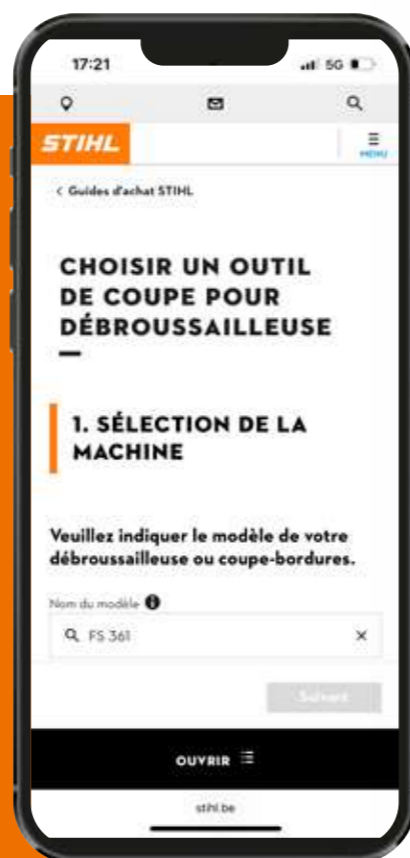 17:21
5G
STIHL
MENU
< Guides d'achat STIHL
CHOISIR UN OUTIL
DE COUPE POUR
DÉBROUSSAILLEUSE
1. SÉLECTION DE LA
MACHINE
Veuillez indiquer le modèle de votre
débroussailleuse ou coupe-bordures.
Nom du modèle
FS 361
Suivant
OUVRIR
stihl.be